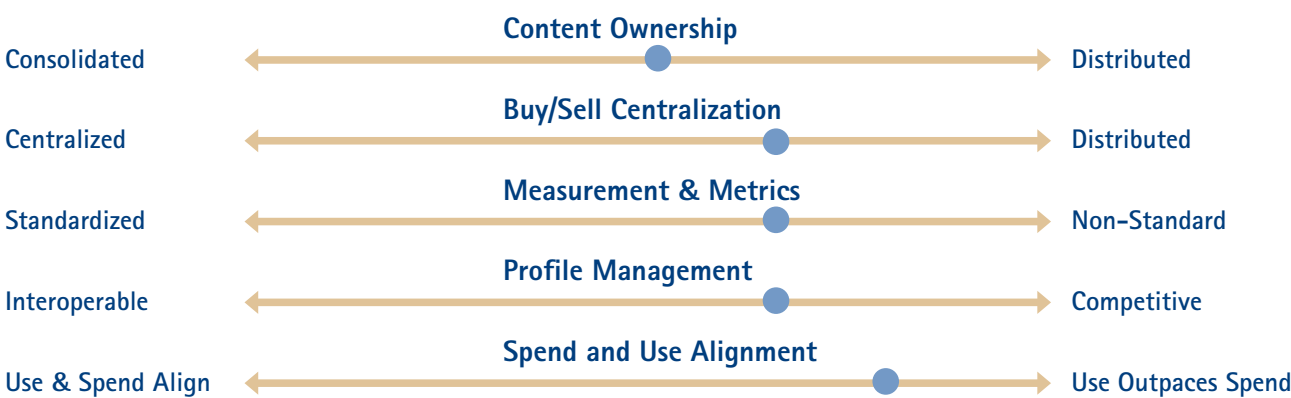 Content Ownership
Consolidated
Distributed
Buy/Sell Centralization
Centralized
Distributed
Measurement & Metrics
Standardized
Non-Standard
Profile Management
Interoperable
Competitive
Spend and Use Alignment
Use & Spend Align
Use Outpaces Spend